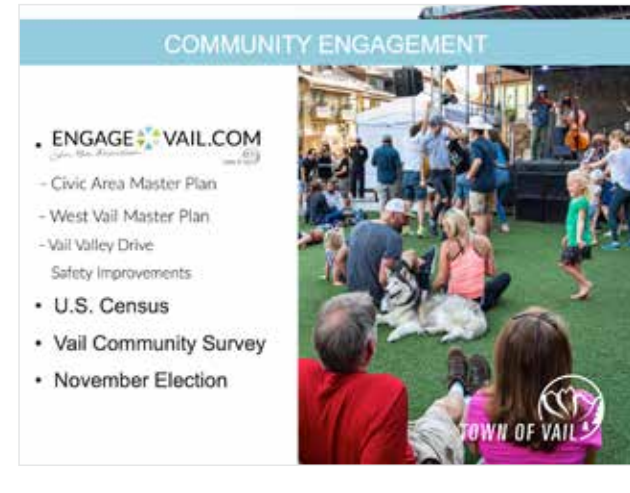 COMMUNITY ENGAGEMENT
• ENGAGE VAIL.COM
- Civic Area Master Plan
- West Vail Master Plan
- Vail Valley Drive
Safety Improvements
• U.S. Census
• Vail Community Survey
• November Election
TOWN OF VAIL